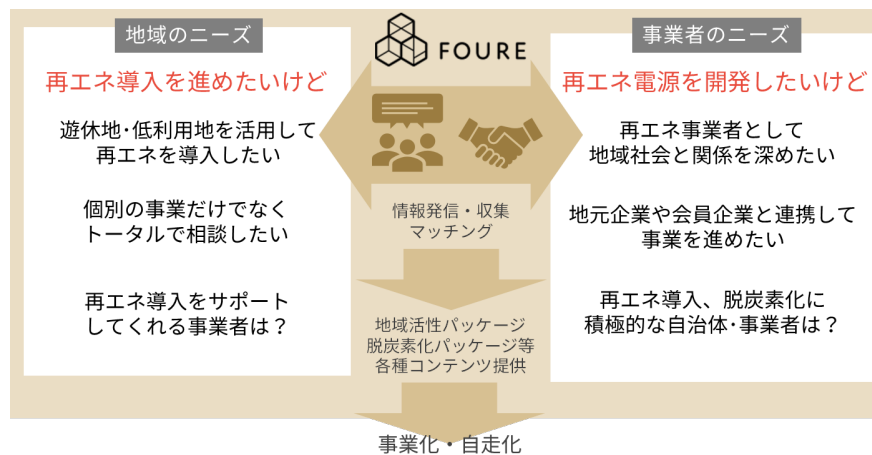 地域のニーズ
再エネ導入を進めたいけど
遊休地･低利用地を活用して
再エネを導入したい
個別の事業だけでなく
トータルで相談したい
再エネ導入をサポート
してくれる事業者は？
FOURE
情報発信・収集
マッチング
地域活性パッケージ
脱炭素化パッケージ等
各種コンテンツ提供
事業化・自走化
事業者のニーズ
再エネ電源を開発したいけど
再エネ事業者として
地域社会と関係を深めたい
地元企業や会員企業と連携して
事業を進めたい
再エネ導入、脱炭素化に
積極的な自治体･事業者は？